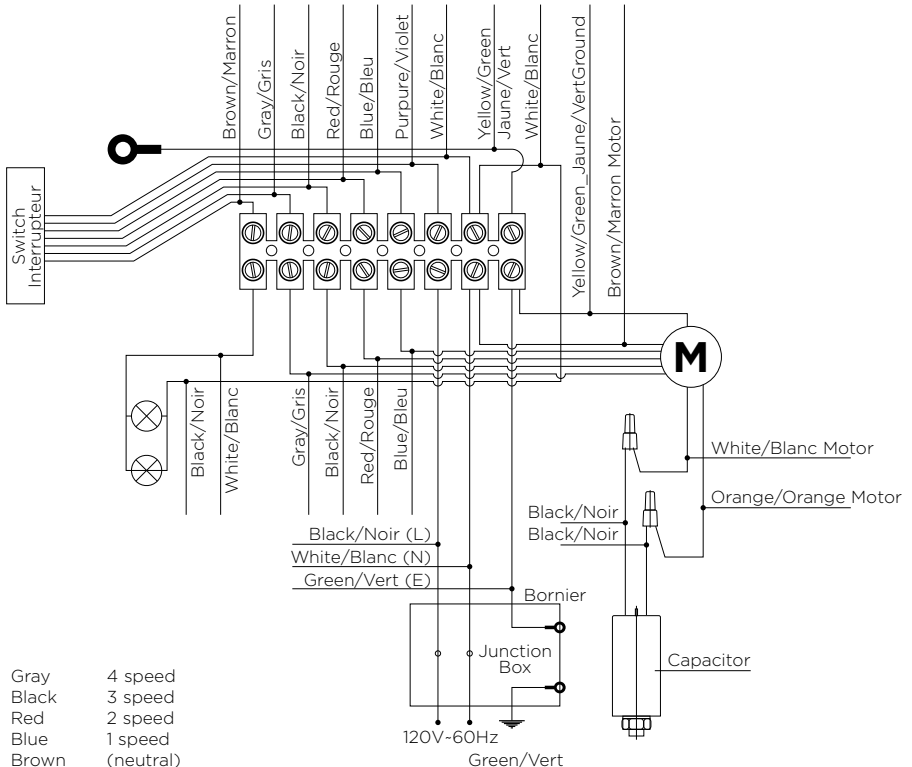 Brown/Marron
Gray/Gris
Black/Noir
Red/Rouge
Blue/Bleu
Purpure/Violet
White/Blanc
Yellow/Green
Jaune/Vert
White/Blanc
Yellow/Green_Jaune/VertGround
Brown/Marron Motor
Switch
Interrupteur
M
Black/Noir
White/Blanc
Gray/Gris
Black/Noir
Red/Rouge
Blue/Bleu
White/Blanc Motor
Orange/Orange Motor
Black/Noir
Black/Noir
Black/Noir (L)
White/Blanc (N)
Green/Vert (E)
Bornier
Junction
Box
Capacitor
120V~60Hz
Green/Vert
Gray 4 speed
Black 3 speed
Red 2 speed
Blue 1 speed
Brown (neutral)